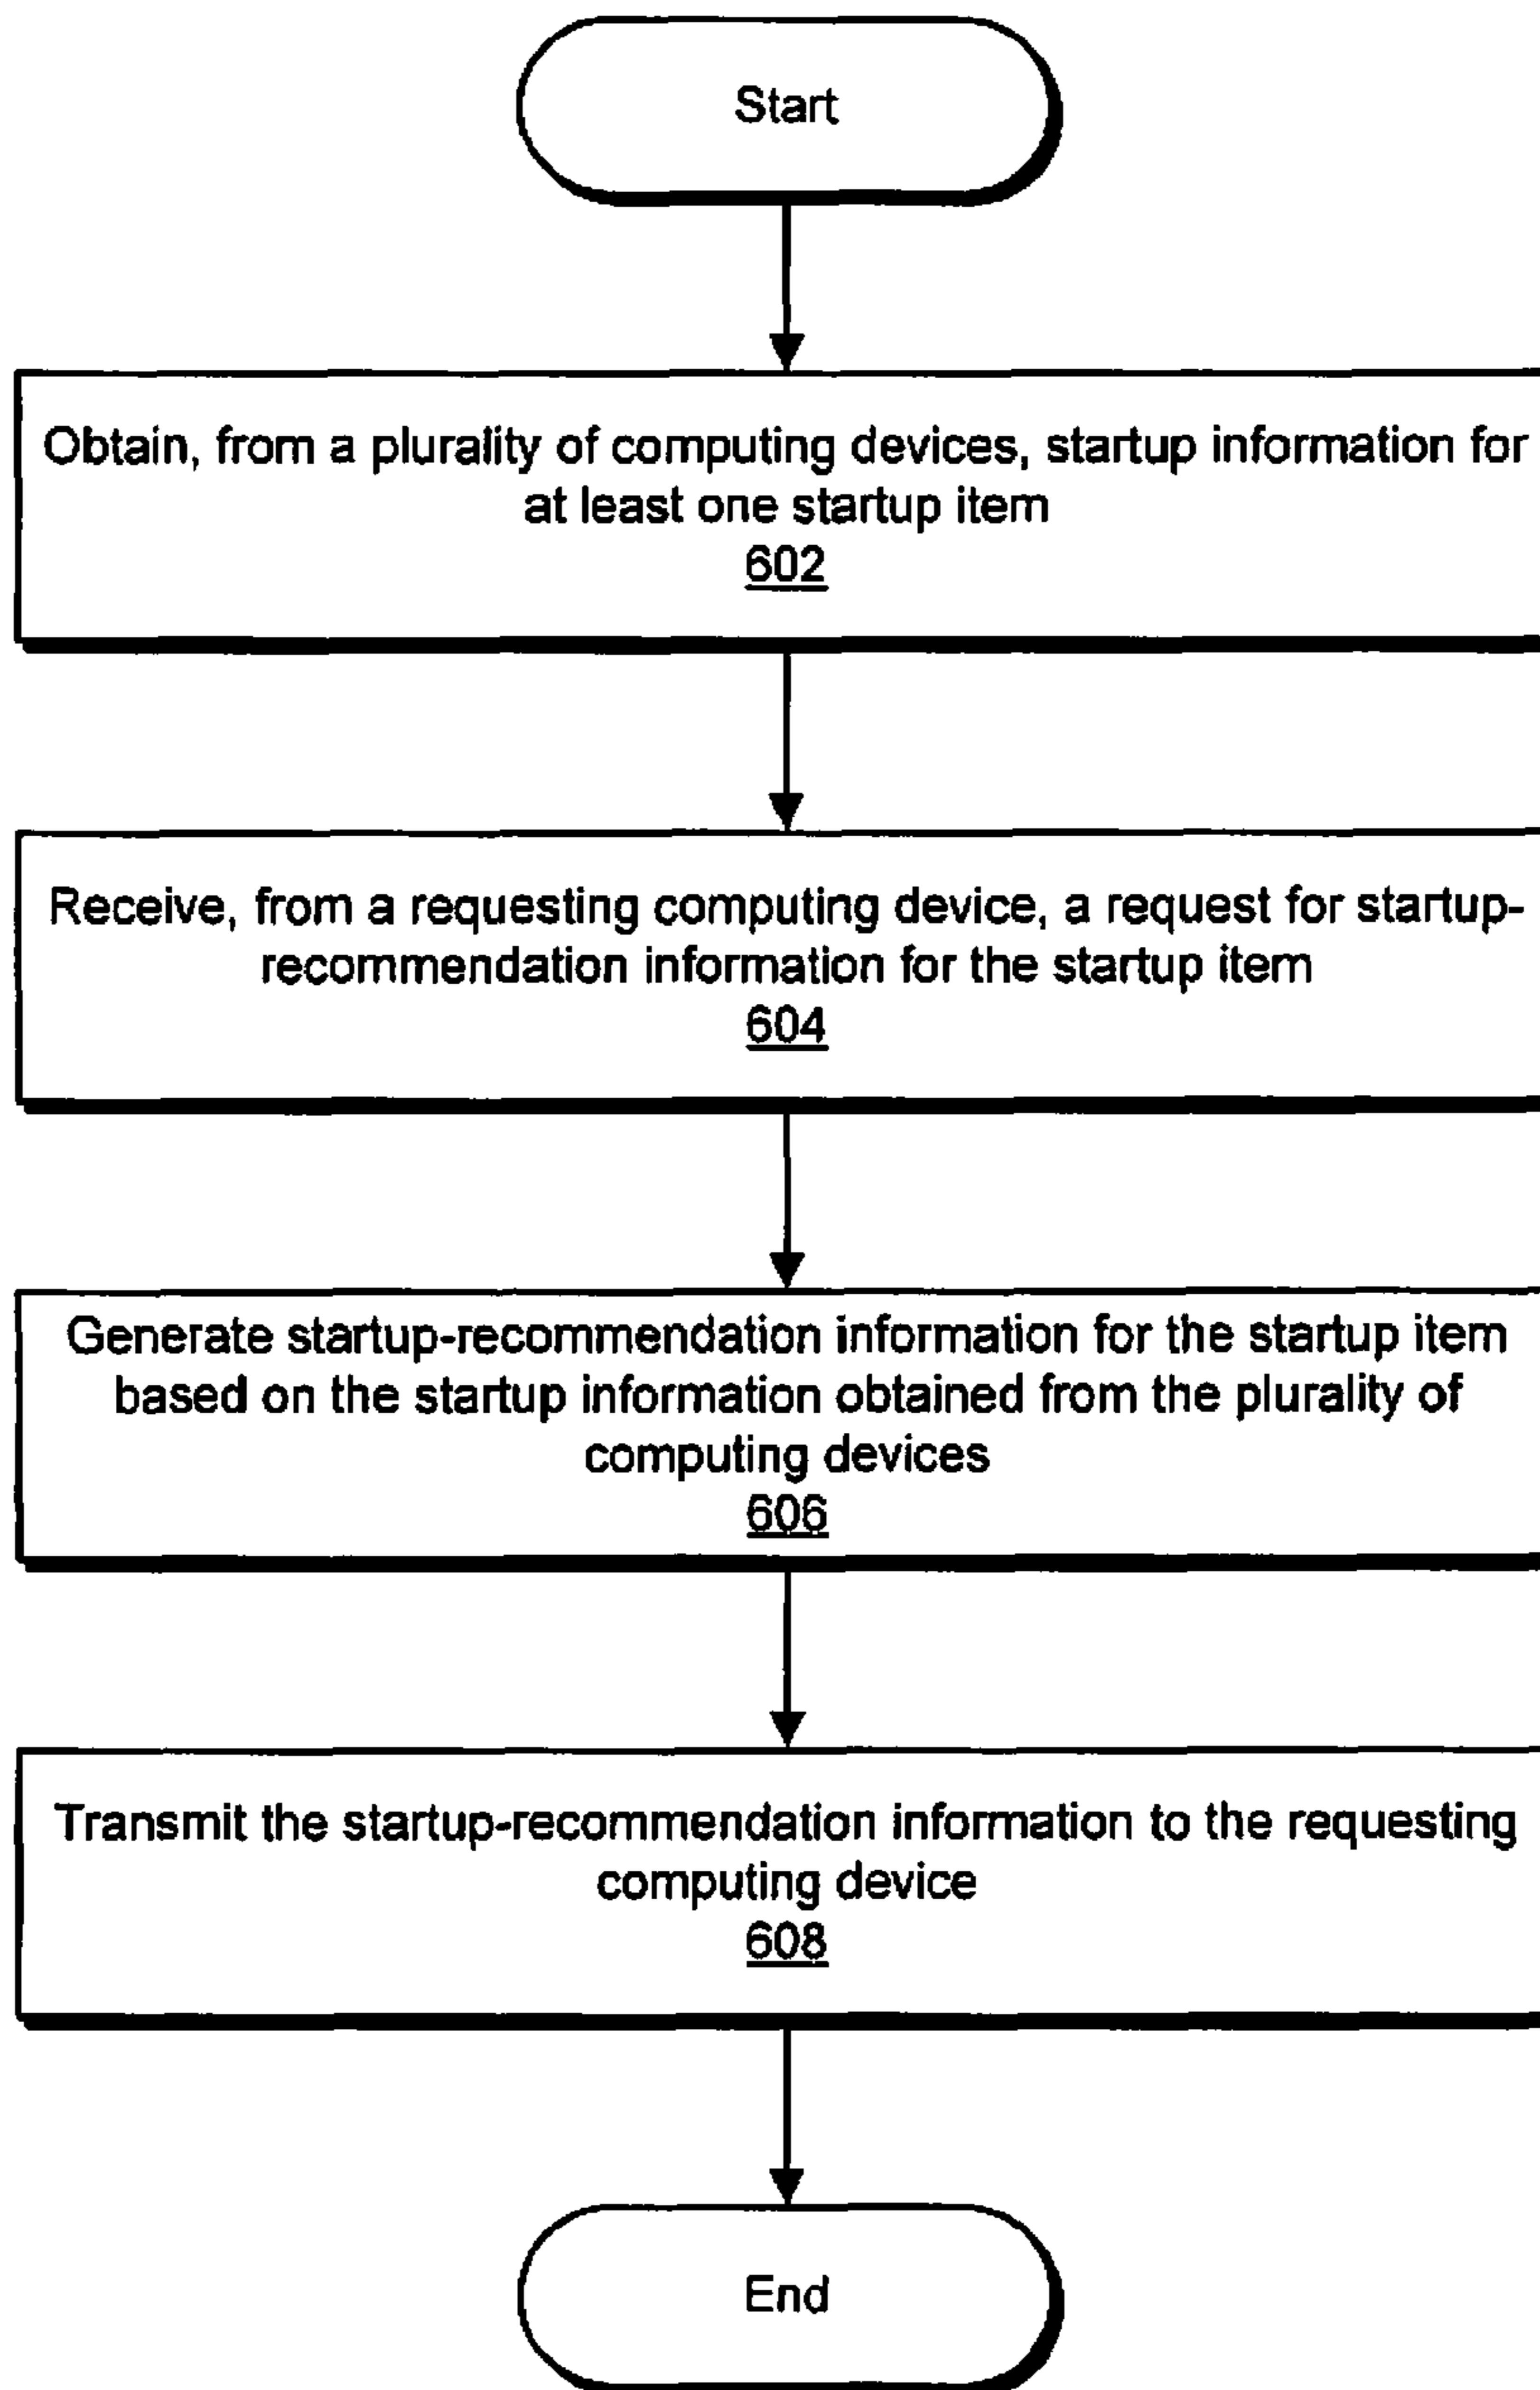 Start
Obtain, from a plurality of computing devices, startup information for
at least one startup item
602
Receive, from a requesting computing device, a request for startup-
recommendation information for the startup item
604
Generate startup-recommendation information for the startup item
based on the startup information obtained from the plurality of
computing devices
606
Transmit the startup-recommendation information to the requesting
computing device
608
End